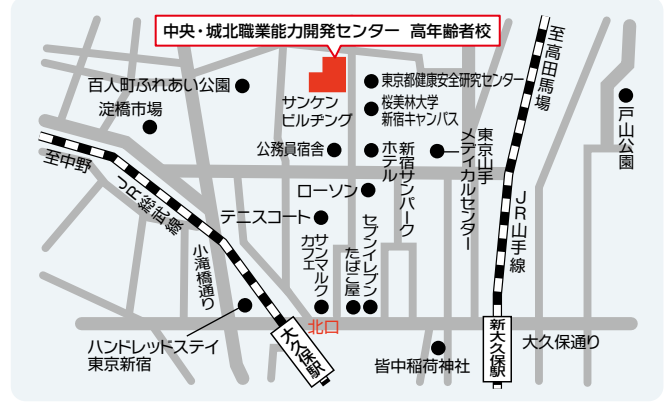 中央・城北職業能力開発センター 高年齢者校
至高田馬場
百人町ふれあい公園
淀橋市場
サンケン
ビルヂング
東京都健康安全研究センター
桜美林大学
新宿キャンパス
戸山公園
公務員宿舎
新宿サンパーク
ホテル
東京山手
メディカルセンター
至中野
JR総武線
ローソン
テニスコート
JR山手線
小滝橋通り
サンマルク
カフェ
たばこ屋
セブンイレブン
北口
ハンドレッドステイ
東京新宿
大久保駅
皆中稲荷神社
新大久保駅
大久保通り